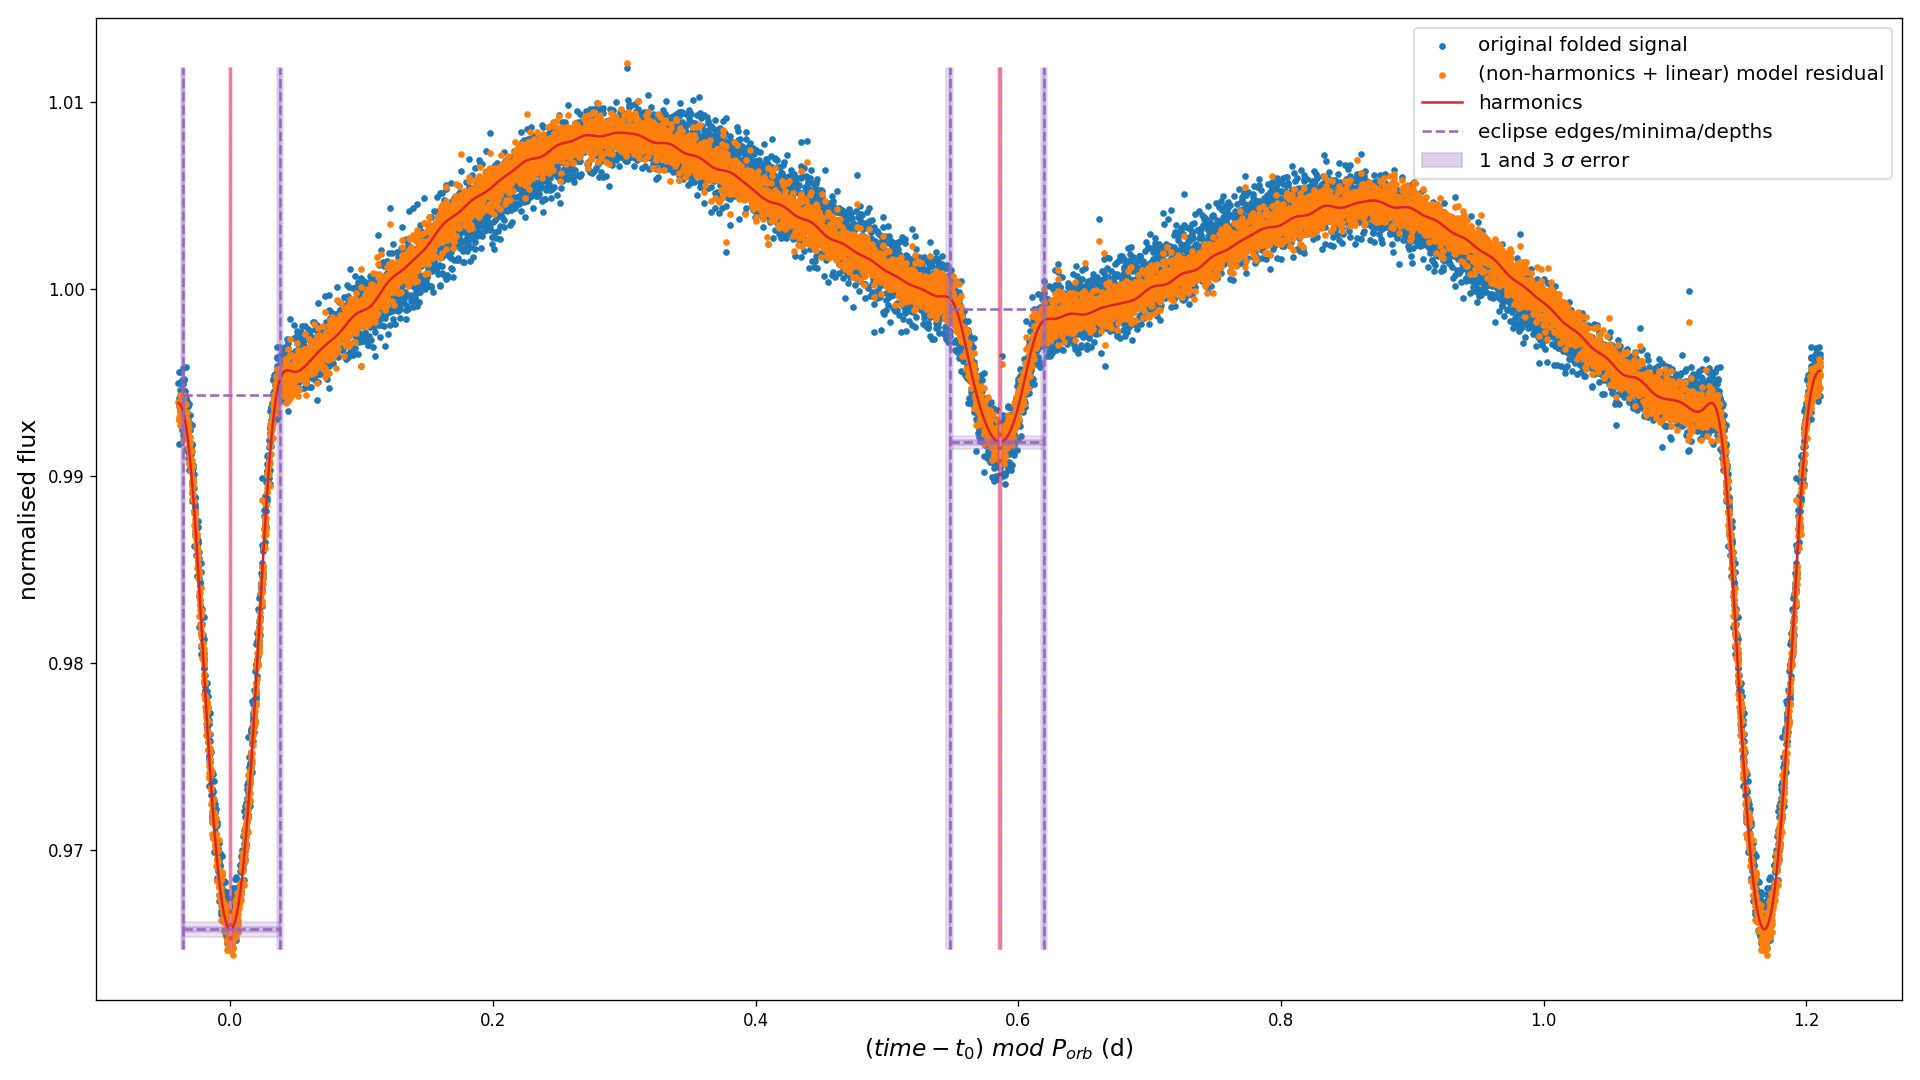 original folded signal
(non-harmonics + linear) model residual
harmonics
eclipse edges/minima/depths
1 and 3 σ error
normalised flux
1.01
1.00
0.99
0.98
0.97
0.0 0.2 0.4 0.6 0.8 1.0 1.2
(time − t₀) mod P_orb (d)